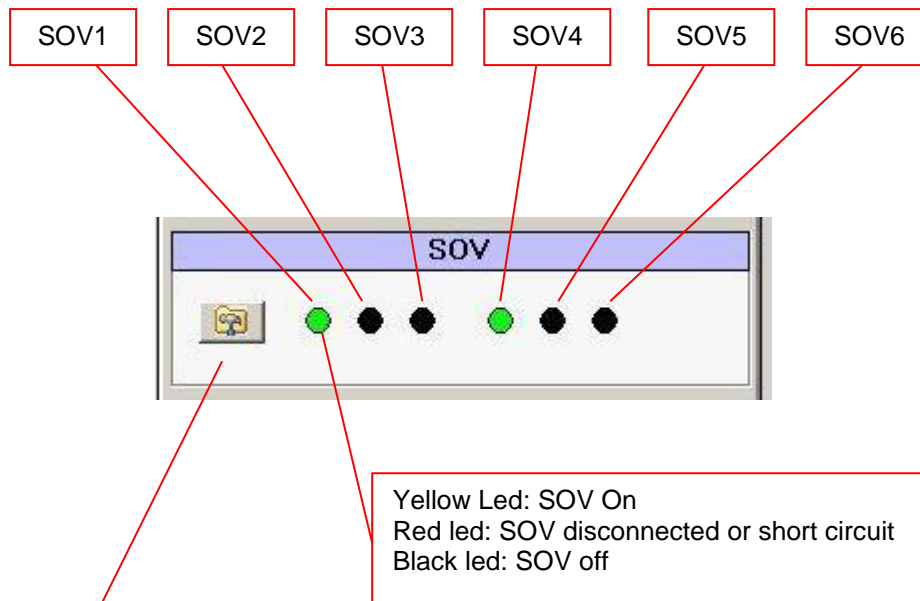 SOV1
SOV2
SOV3
SOV4
SOV5
SOV6
SOV
Yellow Led: SOV On
Red led: SOV disconnected or short circuit
Black led: SOV off